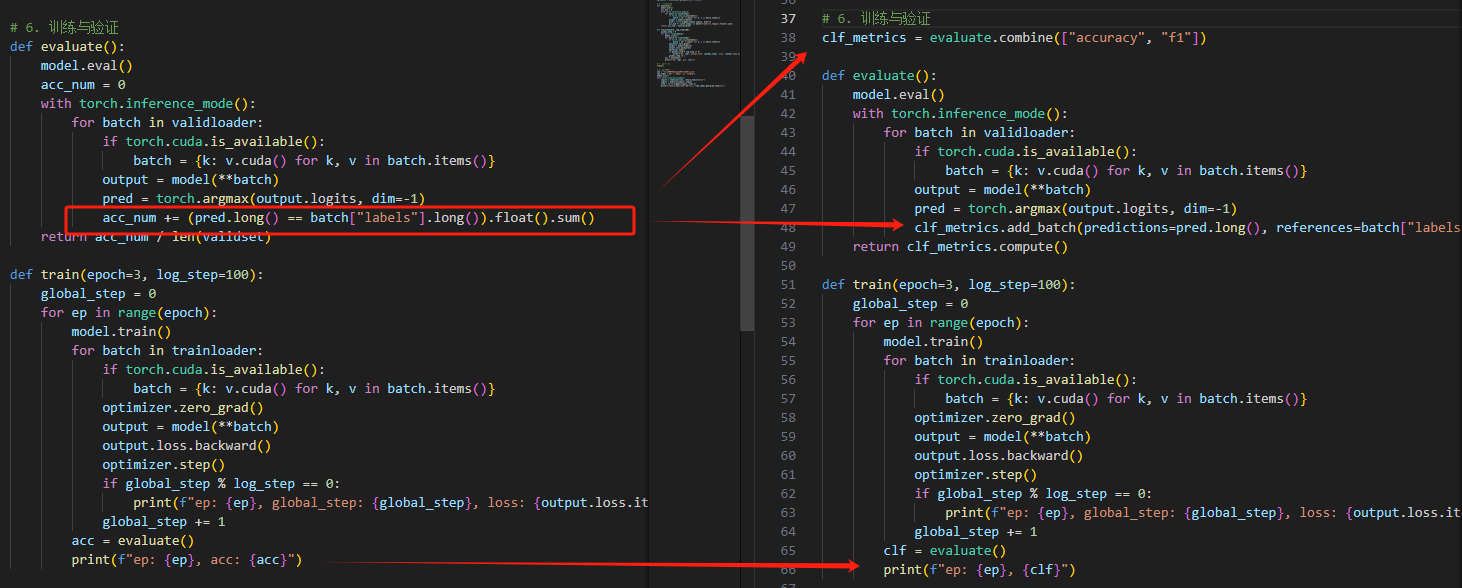 # 6. 训练与验证
def evaluate():
    model.eval()
    acc_num = 0
    with torch.inference_mode():
        for batch in validloader:
            if torch.cuda.is_available():
                batch = {k: v.cuda() for k, v in batch.items()}
            output = model(**batch)
            pred = torch.argmax(output.logits, dim=-1)
            acc_num += (pred.long() == batch["labels"].long()).float().sum()
    return acc_num / len(validset)
def train(epoch=3, log_step=100):
    global_step = 0
    for ep in range(epoch):
        model.train()
        for batch in trainloader:
            if torch.cuda.is_available():
                batch = {k: v.cuda() for k, v in batch.items()}
            optimizer.zero_grad()
            output = model(**batch)
            output.loss.backward()
            optimizer.step()
            if global_step % log_step == 0:
                print(f"ep: {ep}, global_step: {global_step}, loss: {output.loss.it
            global_step += 1
        acc = evaluate()
        print(f"ep: {ep}, acc: {acc}")
37 # 6. 训练与验证
38 clf_metrics = evaluate.combine(["accuracy", "f1"])
39
40 def evaluate():
41     model.eval()
42     with torch.inference_mode():
43         for batch in validloader:
44             if torch.cuda.is_available():
45                 batch = {k: v.cuda() for k, v in batch.items()}
46             output = model(**batch)
47             pred = torch.argmax(output.logits, dim=-1)
48             clf_metrics.add_batch(predictions=pred.long(), references=batch["labels
49     return clf_metrics.compute()
50
51 def train(epoch=3, log_step=100):
52     global_step = 0
53     for ep in range(epoch):
54         model.train()
55         for batch in trainloader:
56             if torch.cuda.is_available():
57                 batch = {k: v.cuda() for k, v in batch.items()}
58             optimizer.zero_grad()
59             output = model(**batch)
60             output.loss.backward()
61             optimizer.step()
62             if global_step % log_step == 0:
63                 print(f"ep: {ep}, global_step: {global_step}, loss: {output.loss.it
64             global_step += 1
65         clf = evaluate()
66         print(f"ep: {ep}, {clf}")